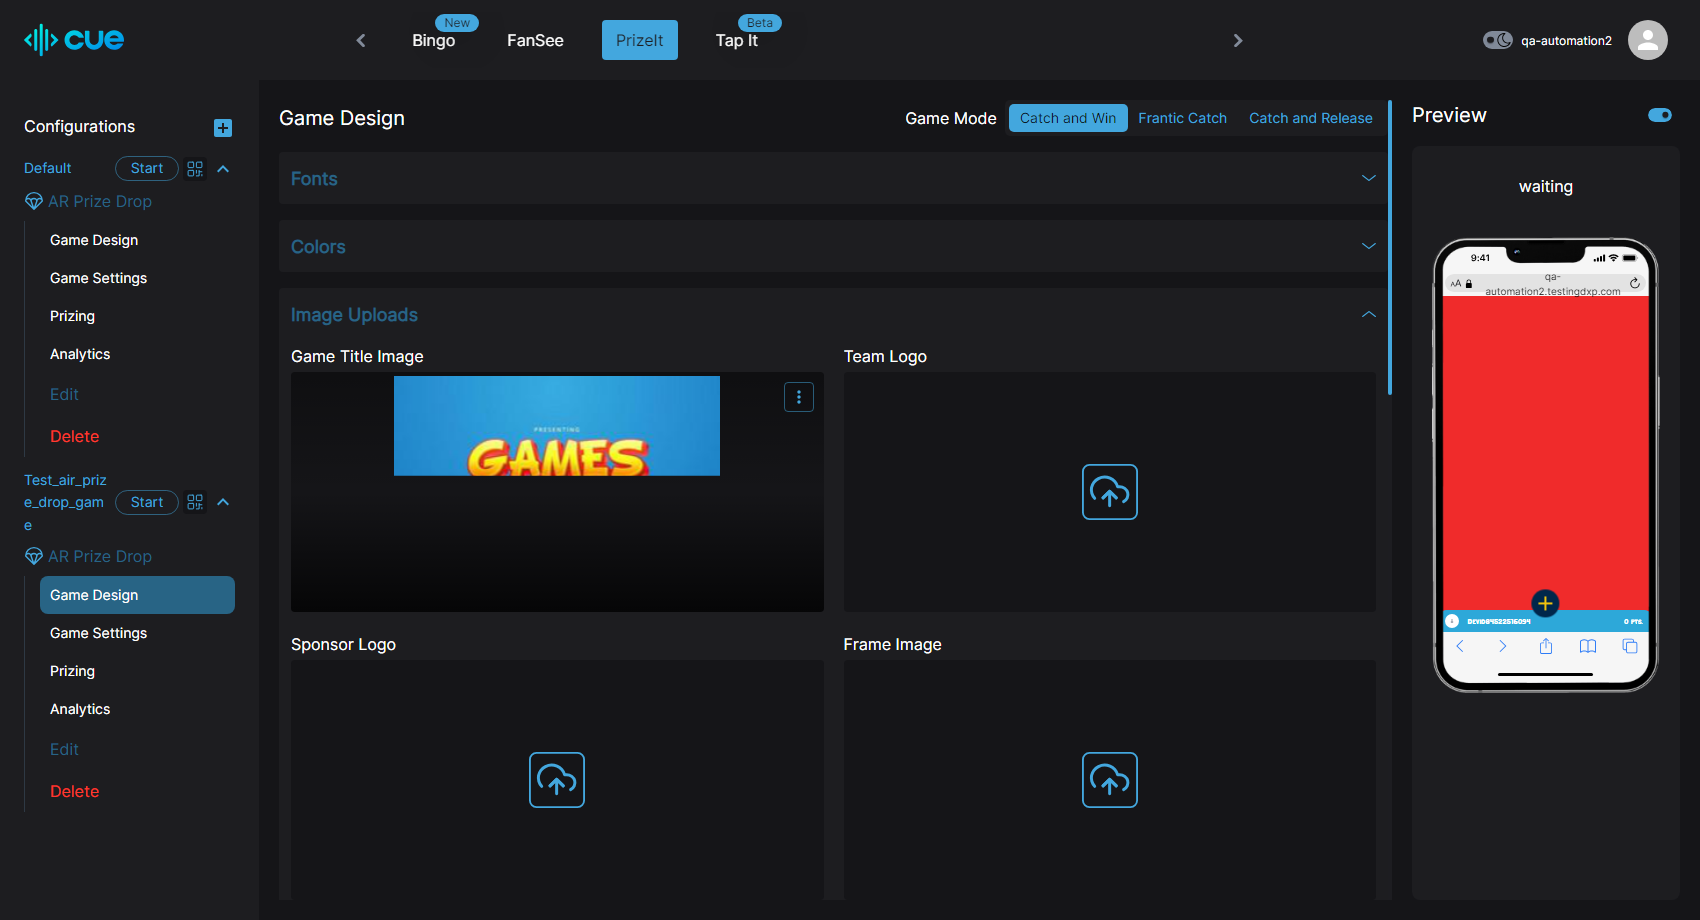 cue
New
Bingo
FanSee
PrizeIt
Beta
Tap It
qa-automation2
Configurations
Default
Start
AR Prize Drop
Game Design
Game Settings
Prizing
Analytics
Edit
Delete
Test_air_priz
e_drop_gam
e
Start
AR Prize Drop
Game Design
Game Settings
Prizing
Analytics
Edit
Delete
Game Design
Game Mode
Catch and Win
Frantic Catch
Catch and Release
Fonts
Colors
Image Uploads
Game Title Image
PRESENTING
GAMES
Team Logo
Sponsor Logo
Frame Image
Preview
waiting
9:41
AA
qa-
automation2.testingdxp.com
0 PTS.